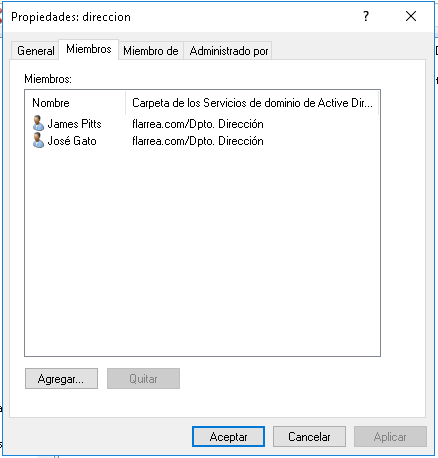 Propiedades: direccion
General Miembros Miembro de Administrado por
Miembros:
Nombre Carpeta de los Servicios de dominio de Active Dir...
James Pitts flarrea.com/Dpto. Dirección
José Gato flarrea.com/Dpto. Dirección
Agregar... Quitar
Aceptar Cancelar Aplicar